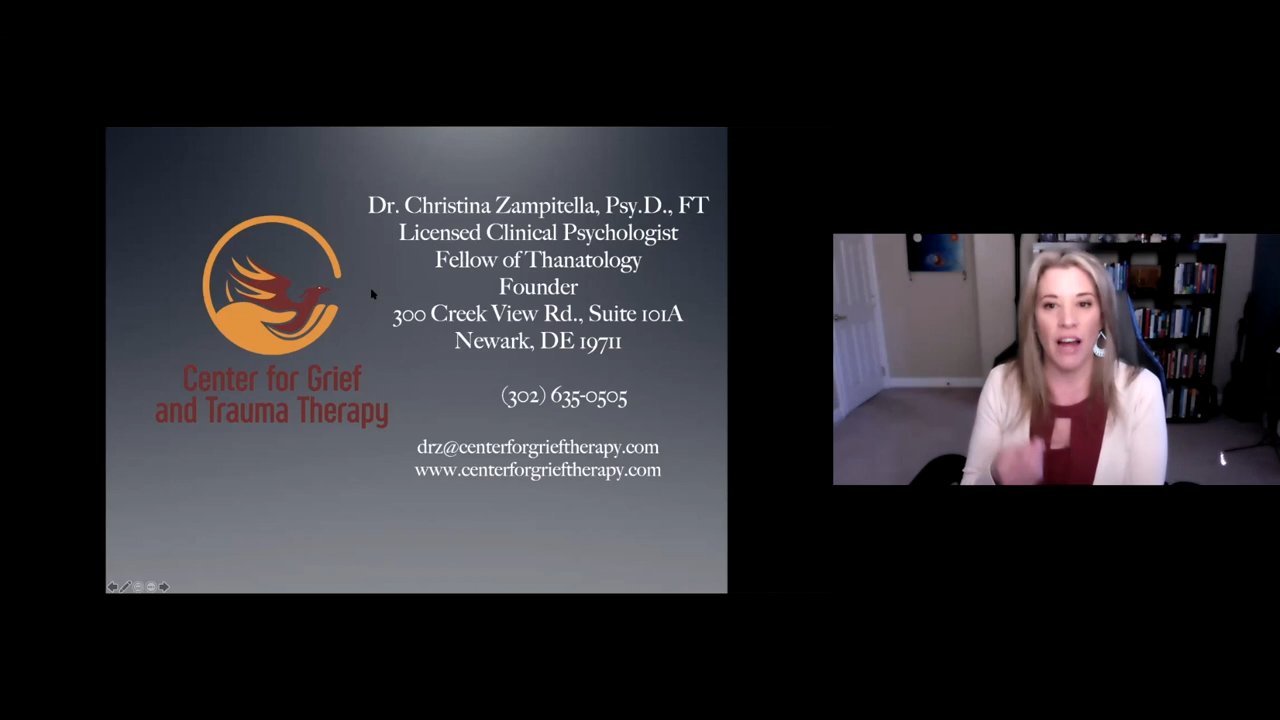 Dr. Christina Zampitella, Psy.D., FT
Licensed Clinical Psychologist
Fellow of Thanatology
Founder
300 Creek View Rd., Suite 101A
Newark, DE 19711
(302) 635-0505
drz@centerforgrieftherapy.com
www.centerforgrieftherapy.com
Center for Grief
and Trauma Therapy